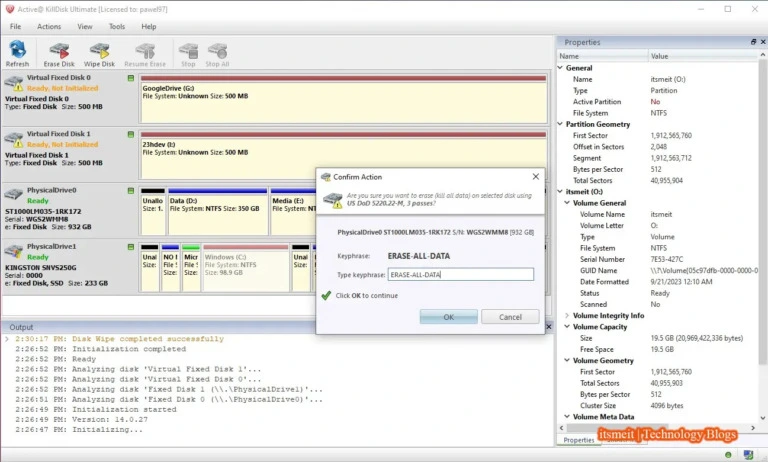 Active@ KillDisk Ultimate [Licensed to: pawel97]
File Actions View Tools Help
Refresh Erase Disk Wipe Disk Resume Erase Stop Stop All
Virtual Fixed Disk 0
Ready, Not Initialized
Virtual Fixed Disk 0
Type: Fixed Disk Size: 500 MB
GoogleDrive (G:)
File System: Unknown Size: 500 MB
Virtual Fixed Disk 1
Ready, Not Initialized
Virtual Fixed Disk 1
Type: Fixed Disk Size: 500 MB
23hdev (I:)
File System: Unknown Size: 500 MB
PhysicalDrive0
Ready
ST1000LM035-1RK172
Serial: WGS2WMM8
e: Fixed Disk Size: 932 GB
Unallo
Size: 1.
Data (D:)
File System: NTFS Size: 350 GB
Media (E:)
File System: N
PhysicalDrive1
Ready
KINGSTON SNVS250G
Serial: 0000
e: Fixed Disk, SSD Size: 233 GB
Unal
Size:
NO I
File S
Size:
Micr
File S
Size:
Windows (C:)
File System: NTFS
Size: 98.9 GB
Unal
Size:
Confirm Action
Are you sure you want to erase (kill all data) on selected disk using
US DoD 5220.22-M, 3 passes?
PhysicalDrive0 ST1000LM035-1RK172 S/N: WGS2WMM8 [932 GB]
Keyphrase: ERASE-ALL-DATA
Type keyphrase: ERASE-ALL-DATA
Click OK to continue
OK Cancel
Output
2:30:17 PM: Disk Wipe completed successfully
2:26:52 PM: Initialization completed
2:26:52 PM: Ready
2:26:52 PM: Analyzing disk 'Virtual Fixed Disk 1'...
2:26:52 PM: Analyzing disk 'Virtual Fixed Disk 0'...
2:26:52 PM: Analyzing disk 'Fixed Disk 1 (\\.\PhysicalDrive1)'...
2:26:51 PM: Analyzing disk 'Fixed Disk 0 (\\.\PhysicalDrive0)'...
2:26:49 PM: Initialization started
2:26:49 PM: Version: 14.0.27
2:26:47 PM: Initializing...
Properties
Name Value
General
Name itsmeit (O:)
Type Partition
Active Partition No
File System NTFS
Partition Geometry
First Sector 1,912,565,760
Offset in Sectors 2,048
Segment 1,912,563,712
Bytes per Sector 512
Total Sectors 40,955,904
itsmeit (O:)
Volume General
Volume Name itsmeit
Volume Letter O:
Type Volume
File System NTFS
Serial Number 7E53-427C
GUID Name \\?\Volume{05c97dfb-0000-0000-0
Date Formatted 9/21/2023 12:10 AM
Status Ready
Scanned No
Volume Integrity Info
Volume Capacity
Size 19.5 GB (20,969,422,336 bytes)
Free Space 19.5 GB
Volume Geometry
First Sector 1,912,565,760
Total Sectors 40,955,903
Bytes per Sector 512
Cluster Size 4096 bytes
Volume Meta Data
Properties
itsmeit | Technology Blogs